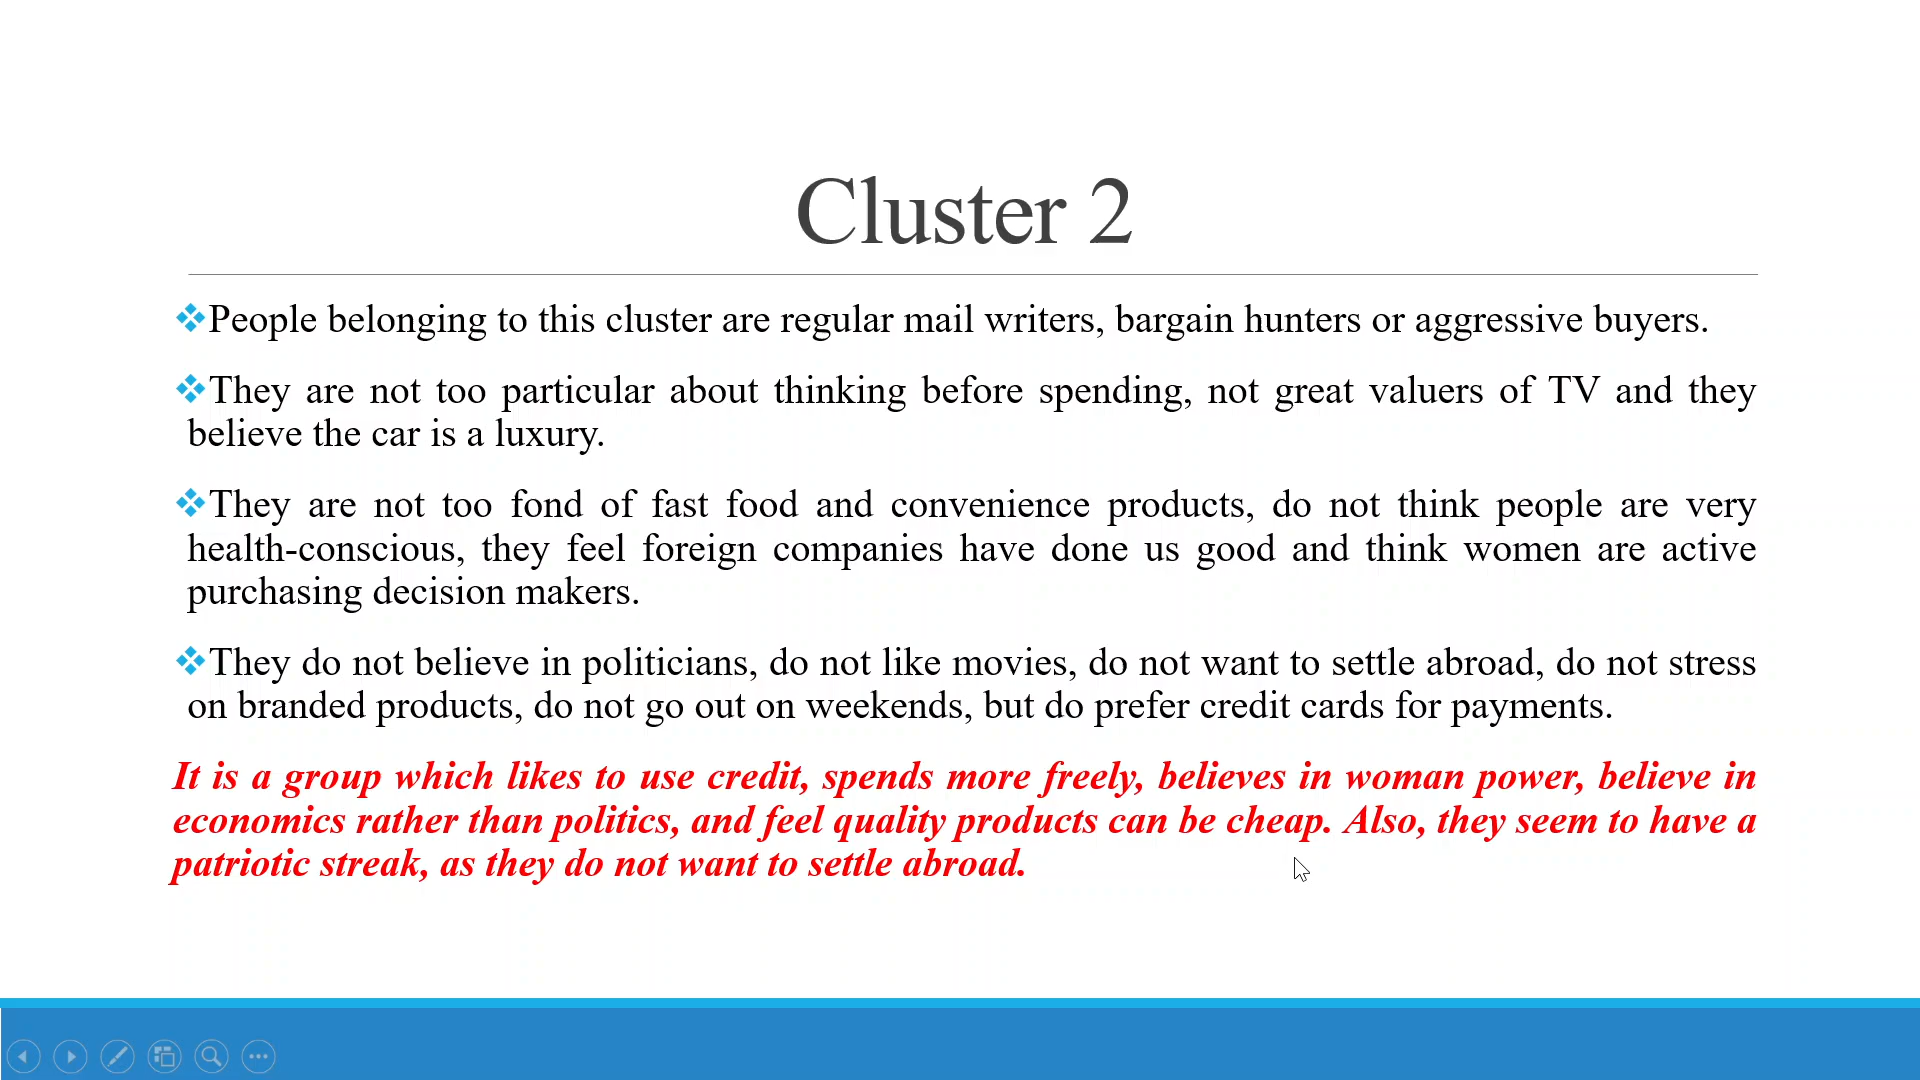 Cluster 2
People belonging to this cluster are regular mail writers, bargain hunters or aggressive buyers.
They are not too particular about thinking before spending, not great valuers of TV and they
believe the car is a luxury.
They are not too fond of fast food and convenience products, do not think people are very
health-conscious, they feel foreign companies have done us good and think women are active
purchasing decision makers.
They do not believe in politicians, do not like movies, do not want to settle abroad, do not stress
on branded products, do not go out on weekends, but do prefer credit cards for payments.
It is a group which likes to use credit, spends more freely, believes in woman power, believe in
economics rather than politics, and feel quality products can be cheap. Also, they seem to have a
patriotic streak, as they do not want to settle abroad.